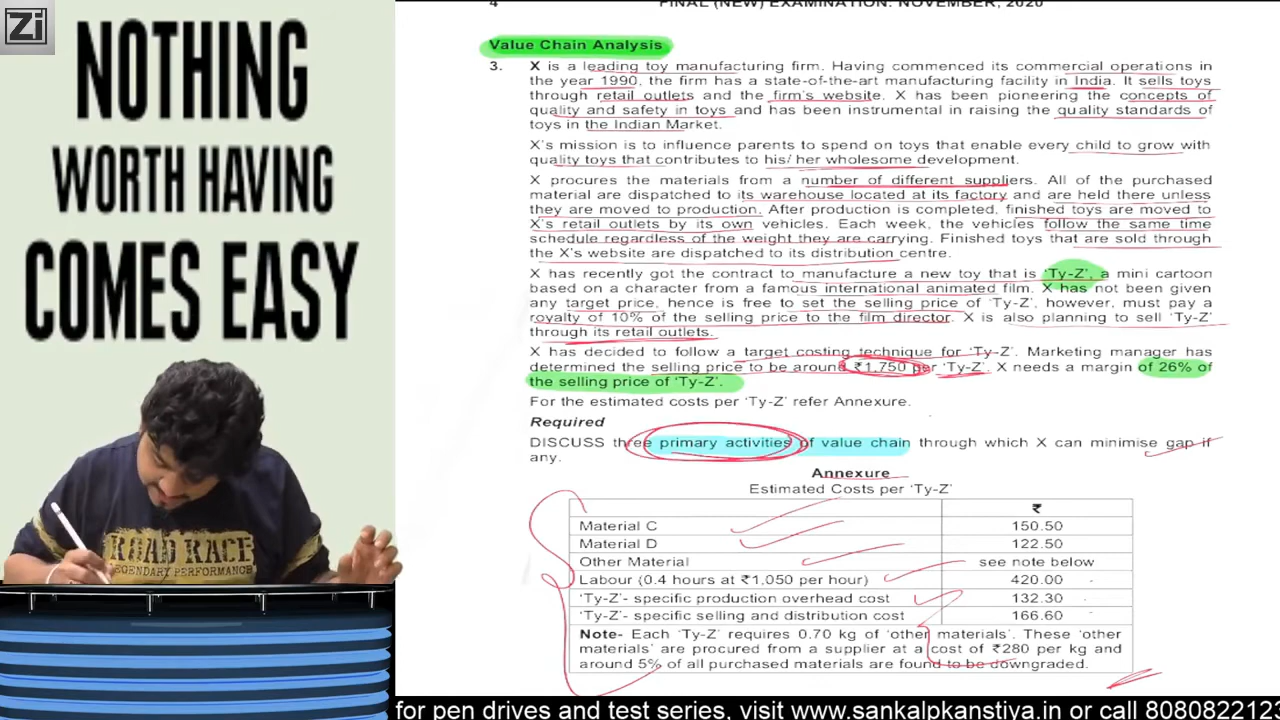 Zi
NOTHING
WORTH HAVING
COMES EASY
ROAD RACE
LEGENDARY PERFORMANCE
4 FINAL (NEW) EXAMINATION: NOVEMBER, 2020
Value Chain Analysis
3. X is a leading toy manufacturing firm. Having commenced its commercial operations in
the year 1990, the firm has a state-of-the-art manufacturing facility in India. It sells toys
through retail outlets and the firm's website. X has been pioneering the concepts of
quality and safety in toys and has been instrumental in raising the quality standards of
toys in the Indian Market.
X's mission is to influence parents to spend on toys that enable every child to grow with
quality toys that contributes to his/ her wholesome development.
X procures the materials from a number of different suppliers. All of the purchased
material are dispatched to its warehouse located at its factory and are held there unless
they are moved to production. After production is completed, finished toys are moved to
X's retail outlets by its own vehicles. Each week, the vehicles follow the same time
schedule regardless of the weight they are carrying. Finished toys that are sold through
the X's website are dispatched to its distribution centre.
X has recently got the contract to manufacture a new toy that is 'Ty-Z', a mini cartoon
based on a character from a famous international animated film. X has not been given
any target price, hence is free to set the selling price of 'Ty-Z', however, must pay a
royalty of 10% of the selling price to the film director. X is also planning to sell 'Ty-Z'
through its retail outlets.
X has decided to follow a target costing technique for 'Ty-Z'. Marketing manager has
determined the selling price to be around ₹1,750 per 'Ty-Z'. X needs a margin of 26% of
the selling price of 'Ty-Z'.
For the estimated costs per 'Ty-Z' refer Annexure.
Required
DISCUSS three primary activities of value chain through which X can minimise gap if
any.
Annexure
Estimated Costs per 'Ty-Z'
₹
Material C 150.50
Material D 122.50
Other Material see note below
Labour (0.4 hours at ₹1,050 per hour) 420.00
'Ty-Z'- specific production overhead cost 132.30
'Ty-Z'- specific selling and distribution cost 166.60
Note- Each 'Ty-Z' requires 0.70 kg of 'other materials'. These 'other
materials' are procured from a supplier at a cost of ₹280 per kg and
around 5% of all purchased materials are found to be downgraded.
for pen drives and test series, visit www.sankalpkanstiya.in or call 8080822123